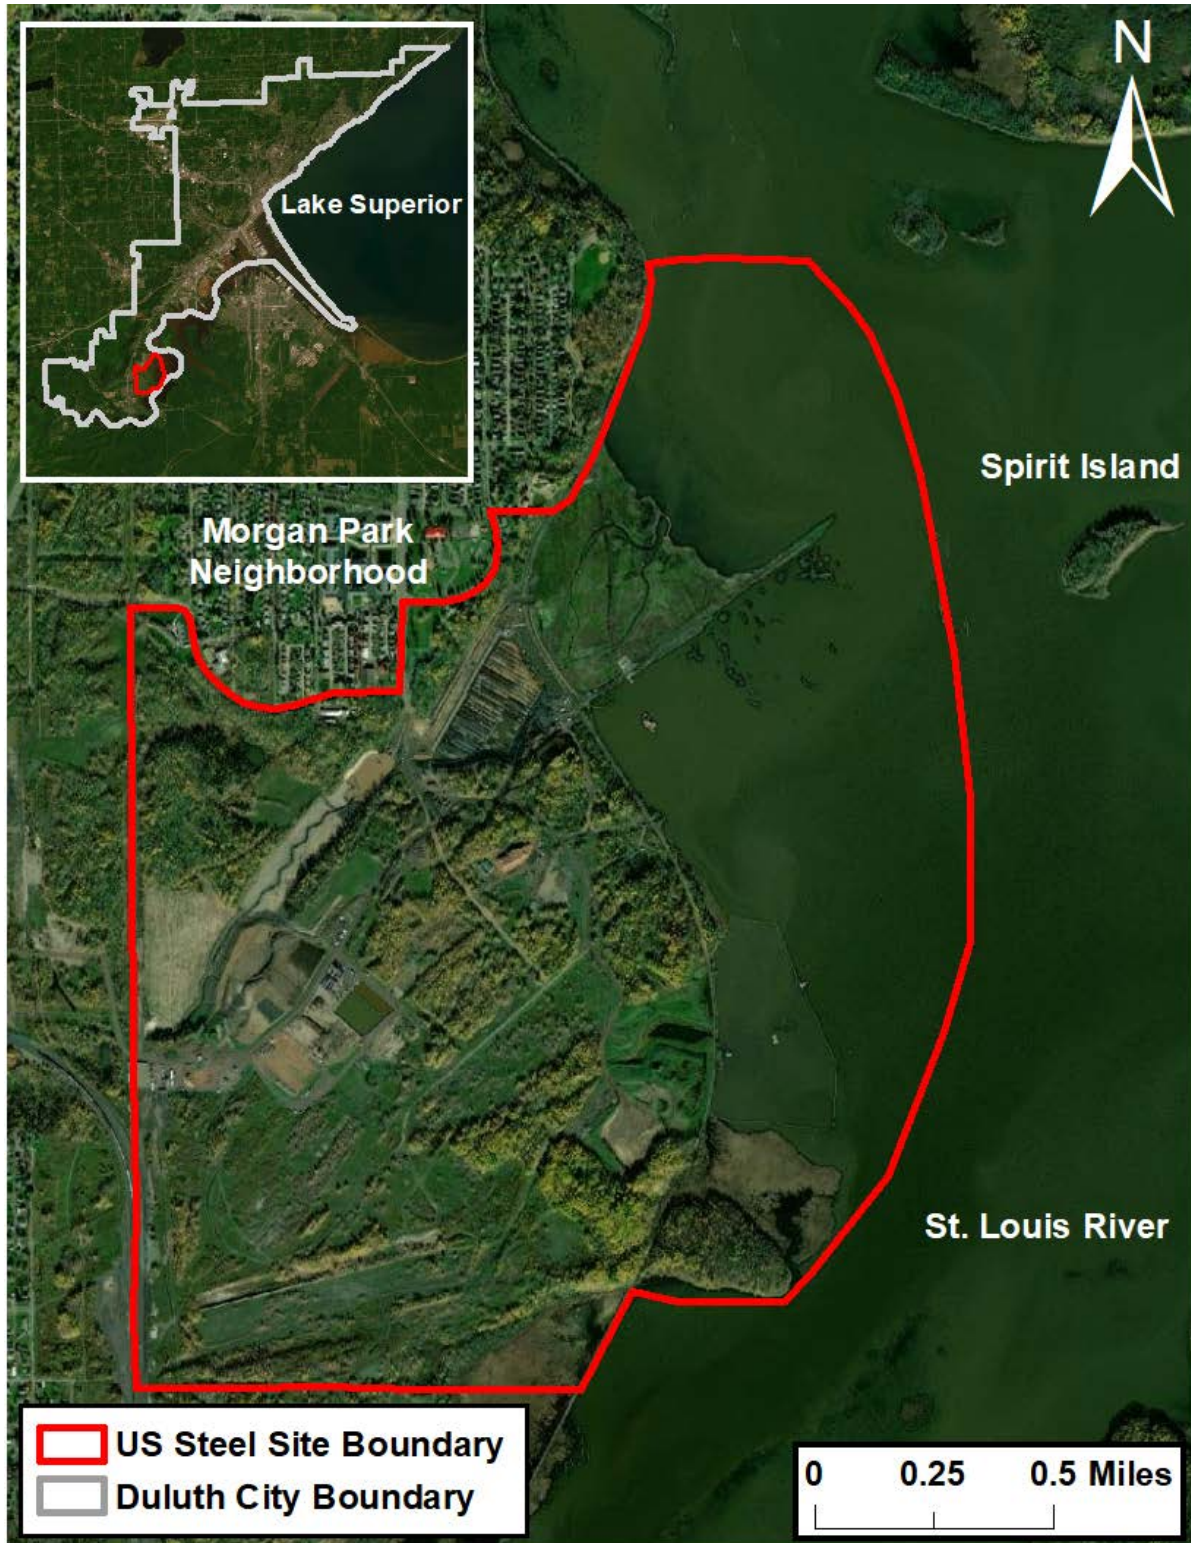 N
Lake Superior
Spirit Island
Morgan Park
Neighborhood
St. Louis River
US Steel Site Boundary
Duluth City Boundary
0 0.25 0.5 Miles